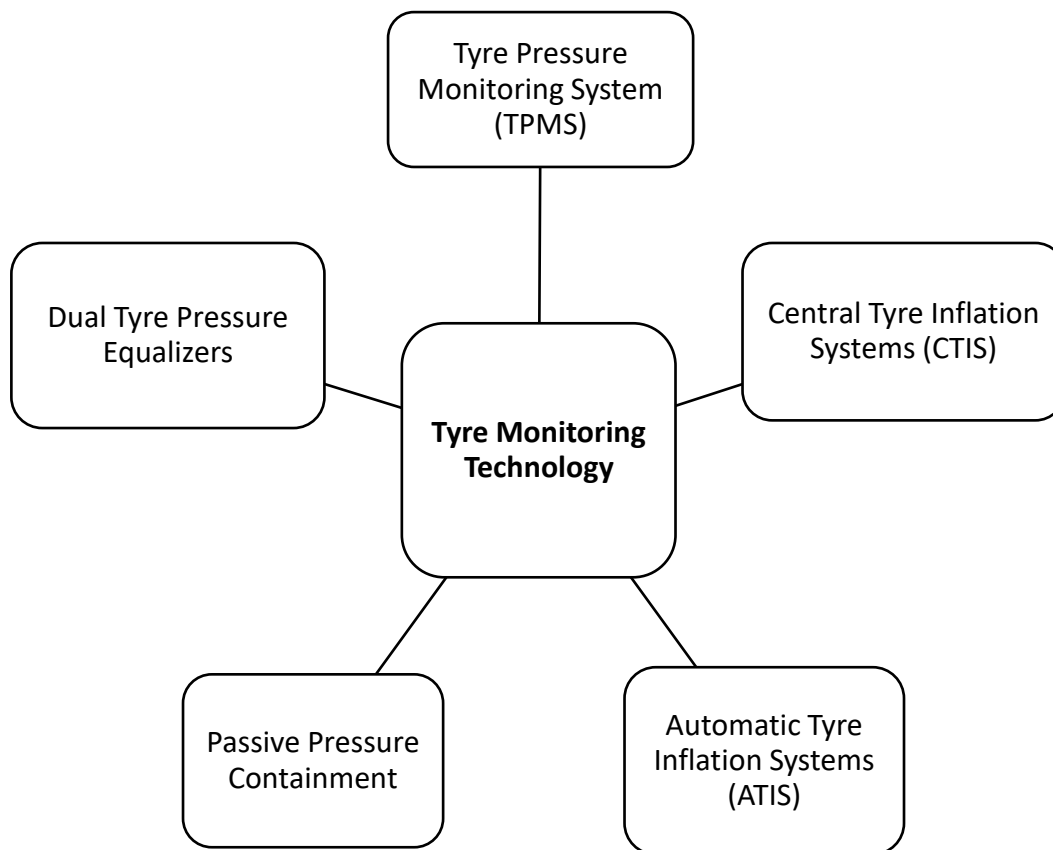 Tyre Pressure
Monitoring System
(TPMS)
Dual Tyre Pressure
Equalizers
Central Tyre Inflation
Systems (CTIS)
Tyre Monitoring
Technology
Passive Pressure
Containment
Automatic Tyre
Inflation Systems
(ATIS)